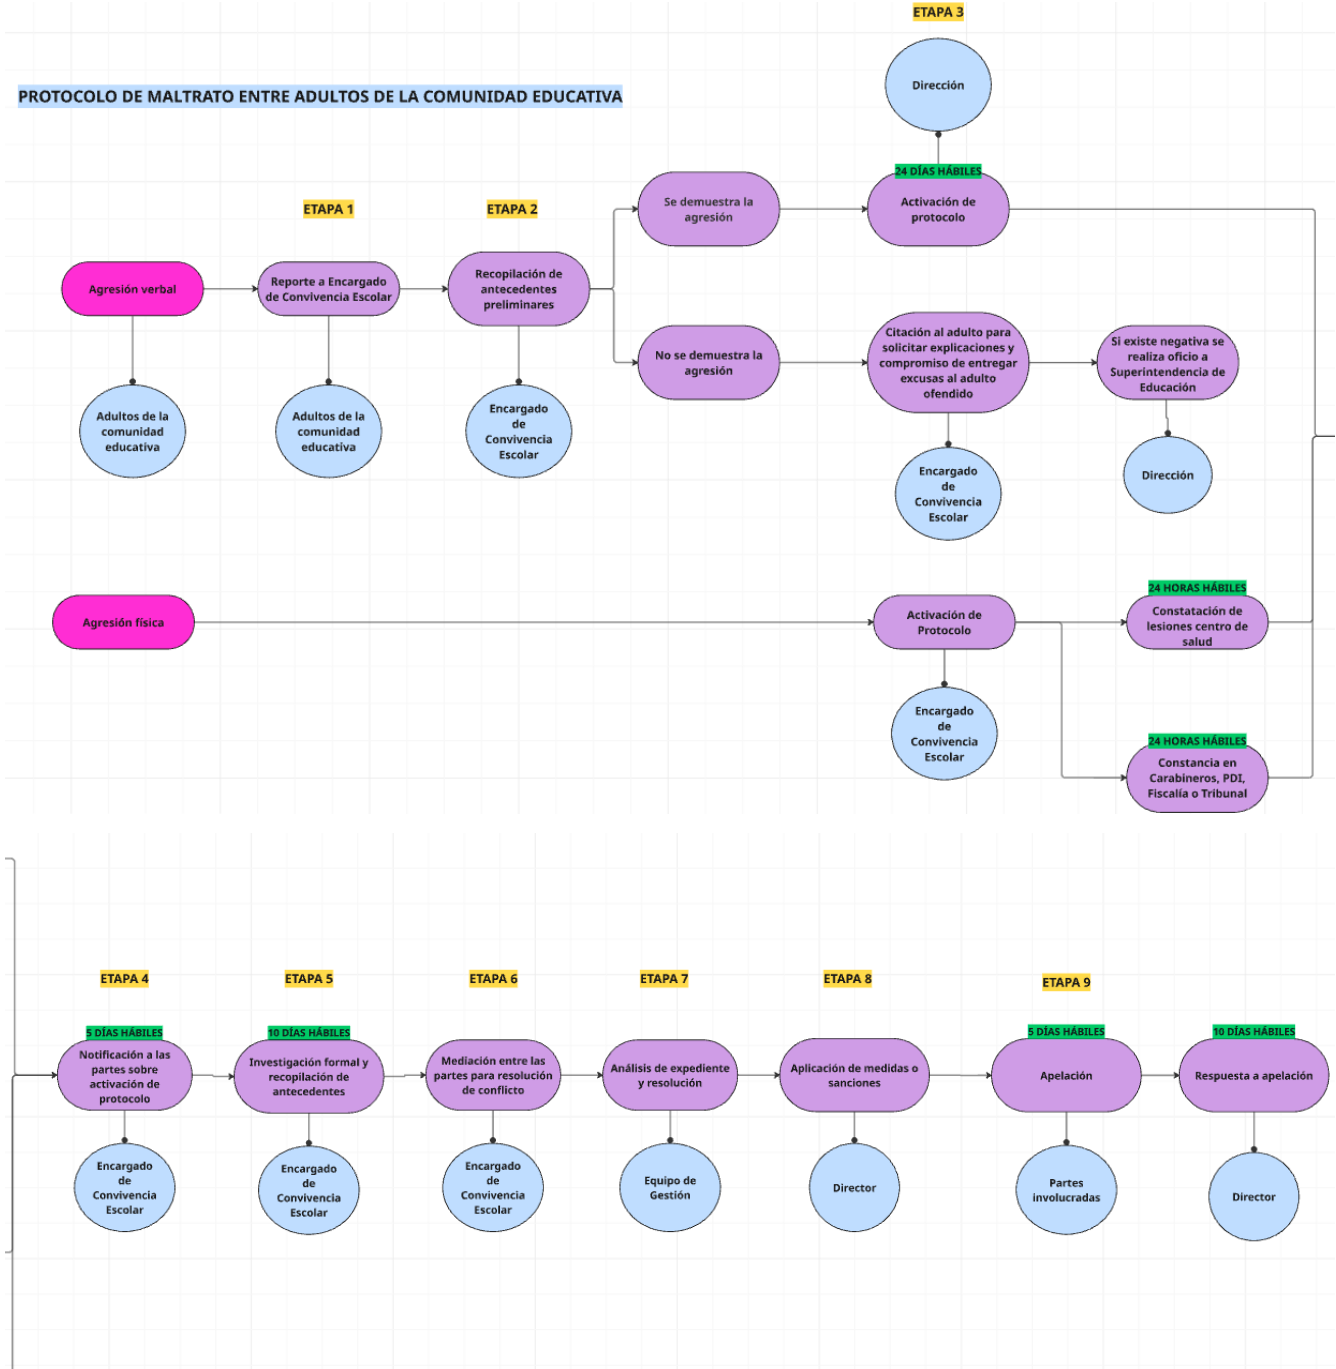 ETAPA 3
Dirección
PROTOCOLO DE MALTRATO ENTRE ADULTOS DE LA COMUNIDAD EDUCATIVA
24 DÍAS HÁBILES
Activación de
protocolo
Se demuestra la
agresión
ETAPA 1
ETAPA 2
Agresión verbal
Reporte a Encargado
de Convivencia Escolar
Recopilación de
antecedentes
preliminares
No se demuestra la
agresión
Citación al adulto para
solicitar explicaciones y
compromiso de entregar
excusas al adulto
ofendido
Si existe negativa se
realiza oficio a
Superintendencia de
Educación
Adultos de la
comunidad
educativa
Adultos de la
comunidad
educativa
Encargado
de
Convivencia
Escolar
Encargado
de
Convivencia
Escolar
Dirección
Agresión física
Activación de
Protocolo
24 HORAS HÁBILES
Constatación de
lesiones centro de
salud
Encargado
de
Convivencia
Escolar
24 HORAS HÁBILES
Constancia en
Carabineros, PDI,
Fiscalía o Tribunal
ETAPA 4
ETAPA 5
ETAPA 6
ETAPA 7
ETAPA 8
ETAPA 9
5 DÍAS HÁBILES
Notificación a las
partes sobre
activación de
protocolo
10 DÍAS HÁBILES
Investigación formal y
recopilación de
antecedentes
Mediación entre las
partes para resolución
de conflicto
Análisis de expediente
y resolución
Aplicación de medidas o
sanciones
5 DÍAS HÁBILES
Apelación
10 DÍAS HÁBILES
Respuesta a apelación
Encargado
de
Convivencia
Escolar
Encargado
de
Convivencia
Escolar
Encargado
de
Convivencia
Escolar
Equipo de
Gestión
Director
Partes
involucradas
Director